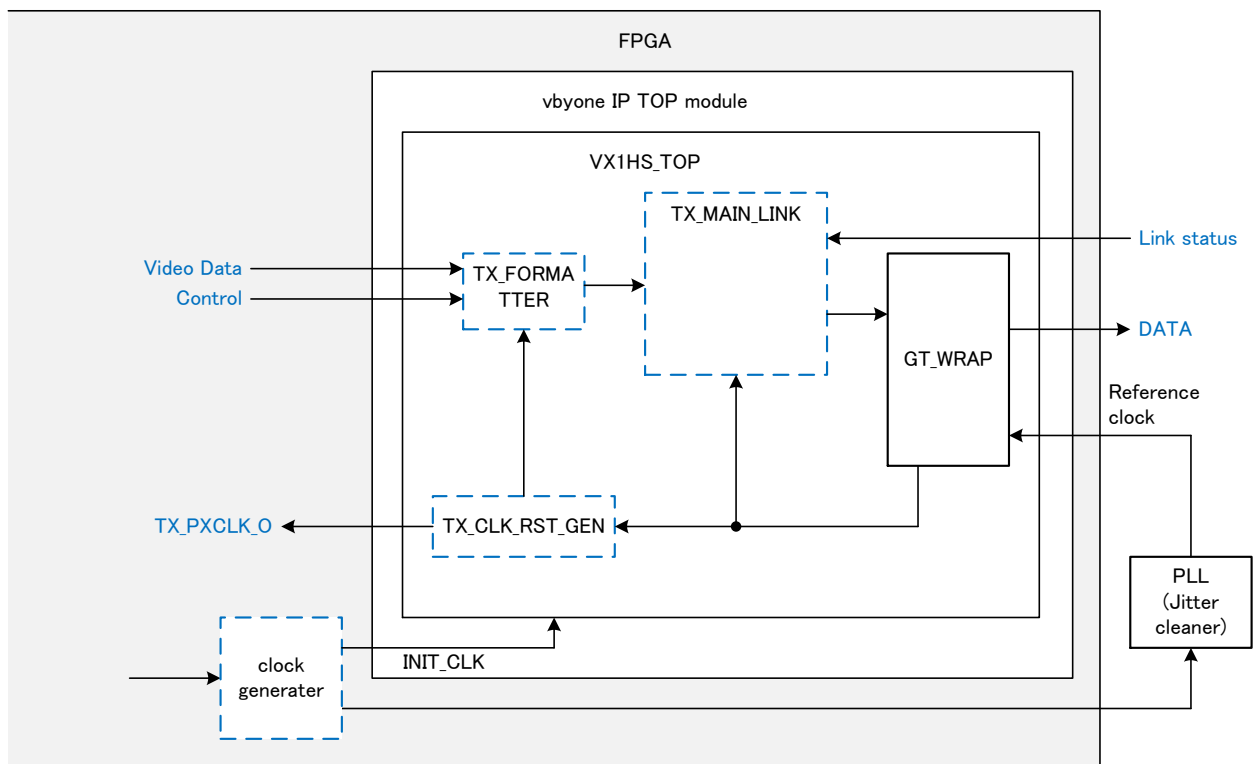 FPGA
vbyone IP TOP module
VX1HS_TOP
TX_MAIN_LINK
Link status
Video Data
Control
TX_FORMA
TTER
DATA
GT_WRAP
Reference
clock
TX_PXCLK_O
TX_CLK_RST_GEN
PLL
(Jitter
cleaner)
INIT_CLK
clock
generater